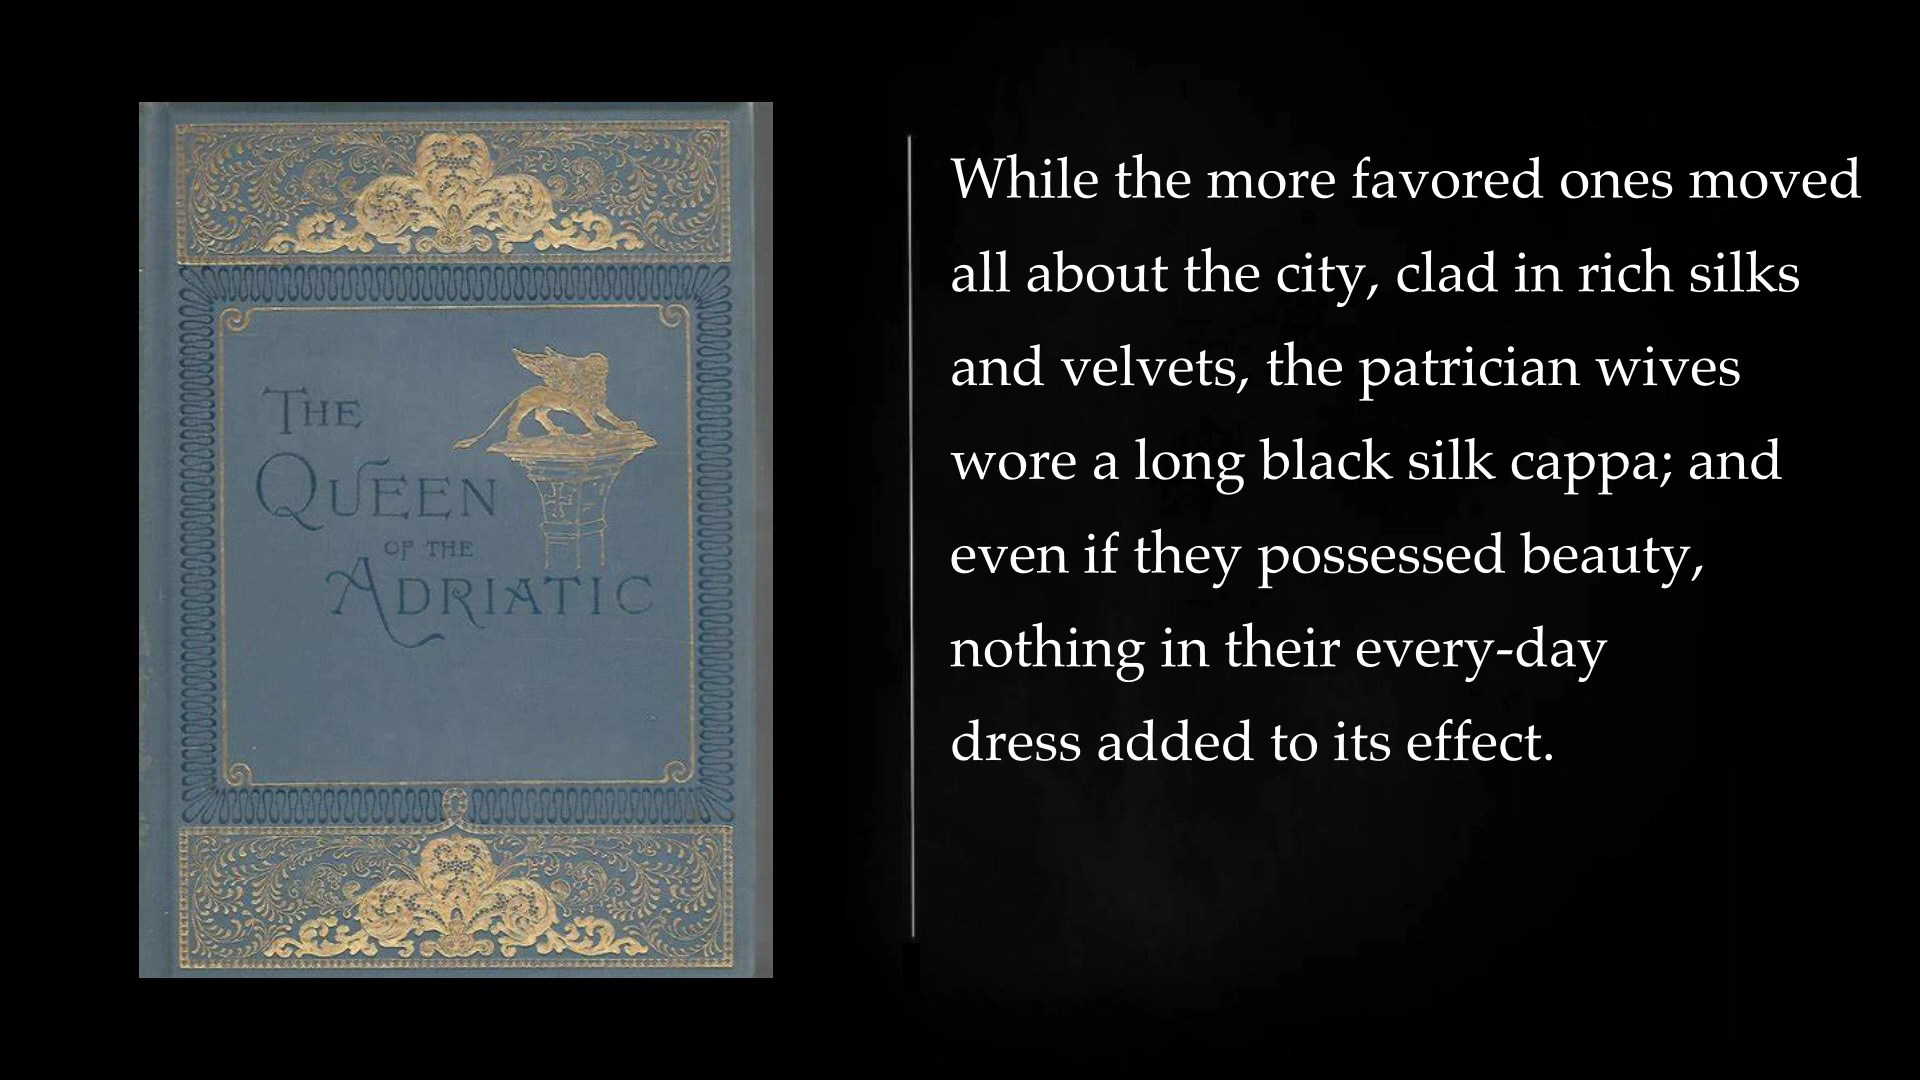 THE
QUEEN
OF THE
ADRIATIC
While the more favored ones moved
all about the city, clad in rich silks
and velvets, the patrician wives
wore a long black silk cappa; and
even if they possessed beauty,
nothing in their every-day
dress added to its effect.